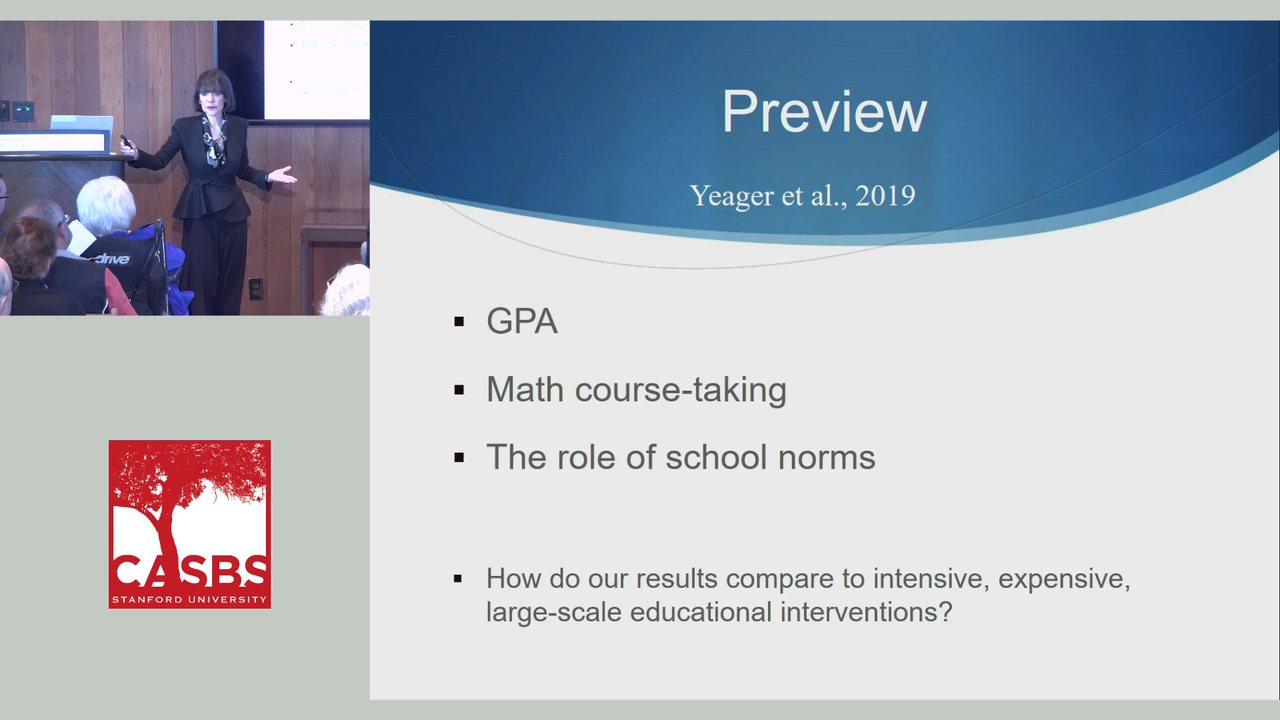 Preview
Yeager et al., 2019
▪ GPA
▪ Math course-taking
▪ The role of school norms
▪ How do our results compare to intensive, expensive,
large-scale educational interventions?
drive
CASBS
STANFORD UNIVERSITY